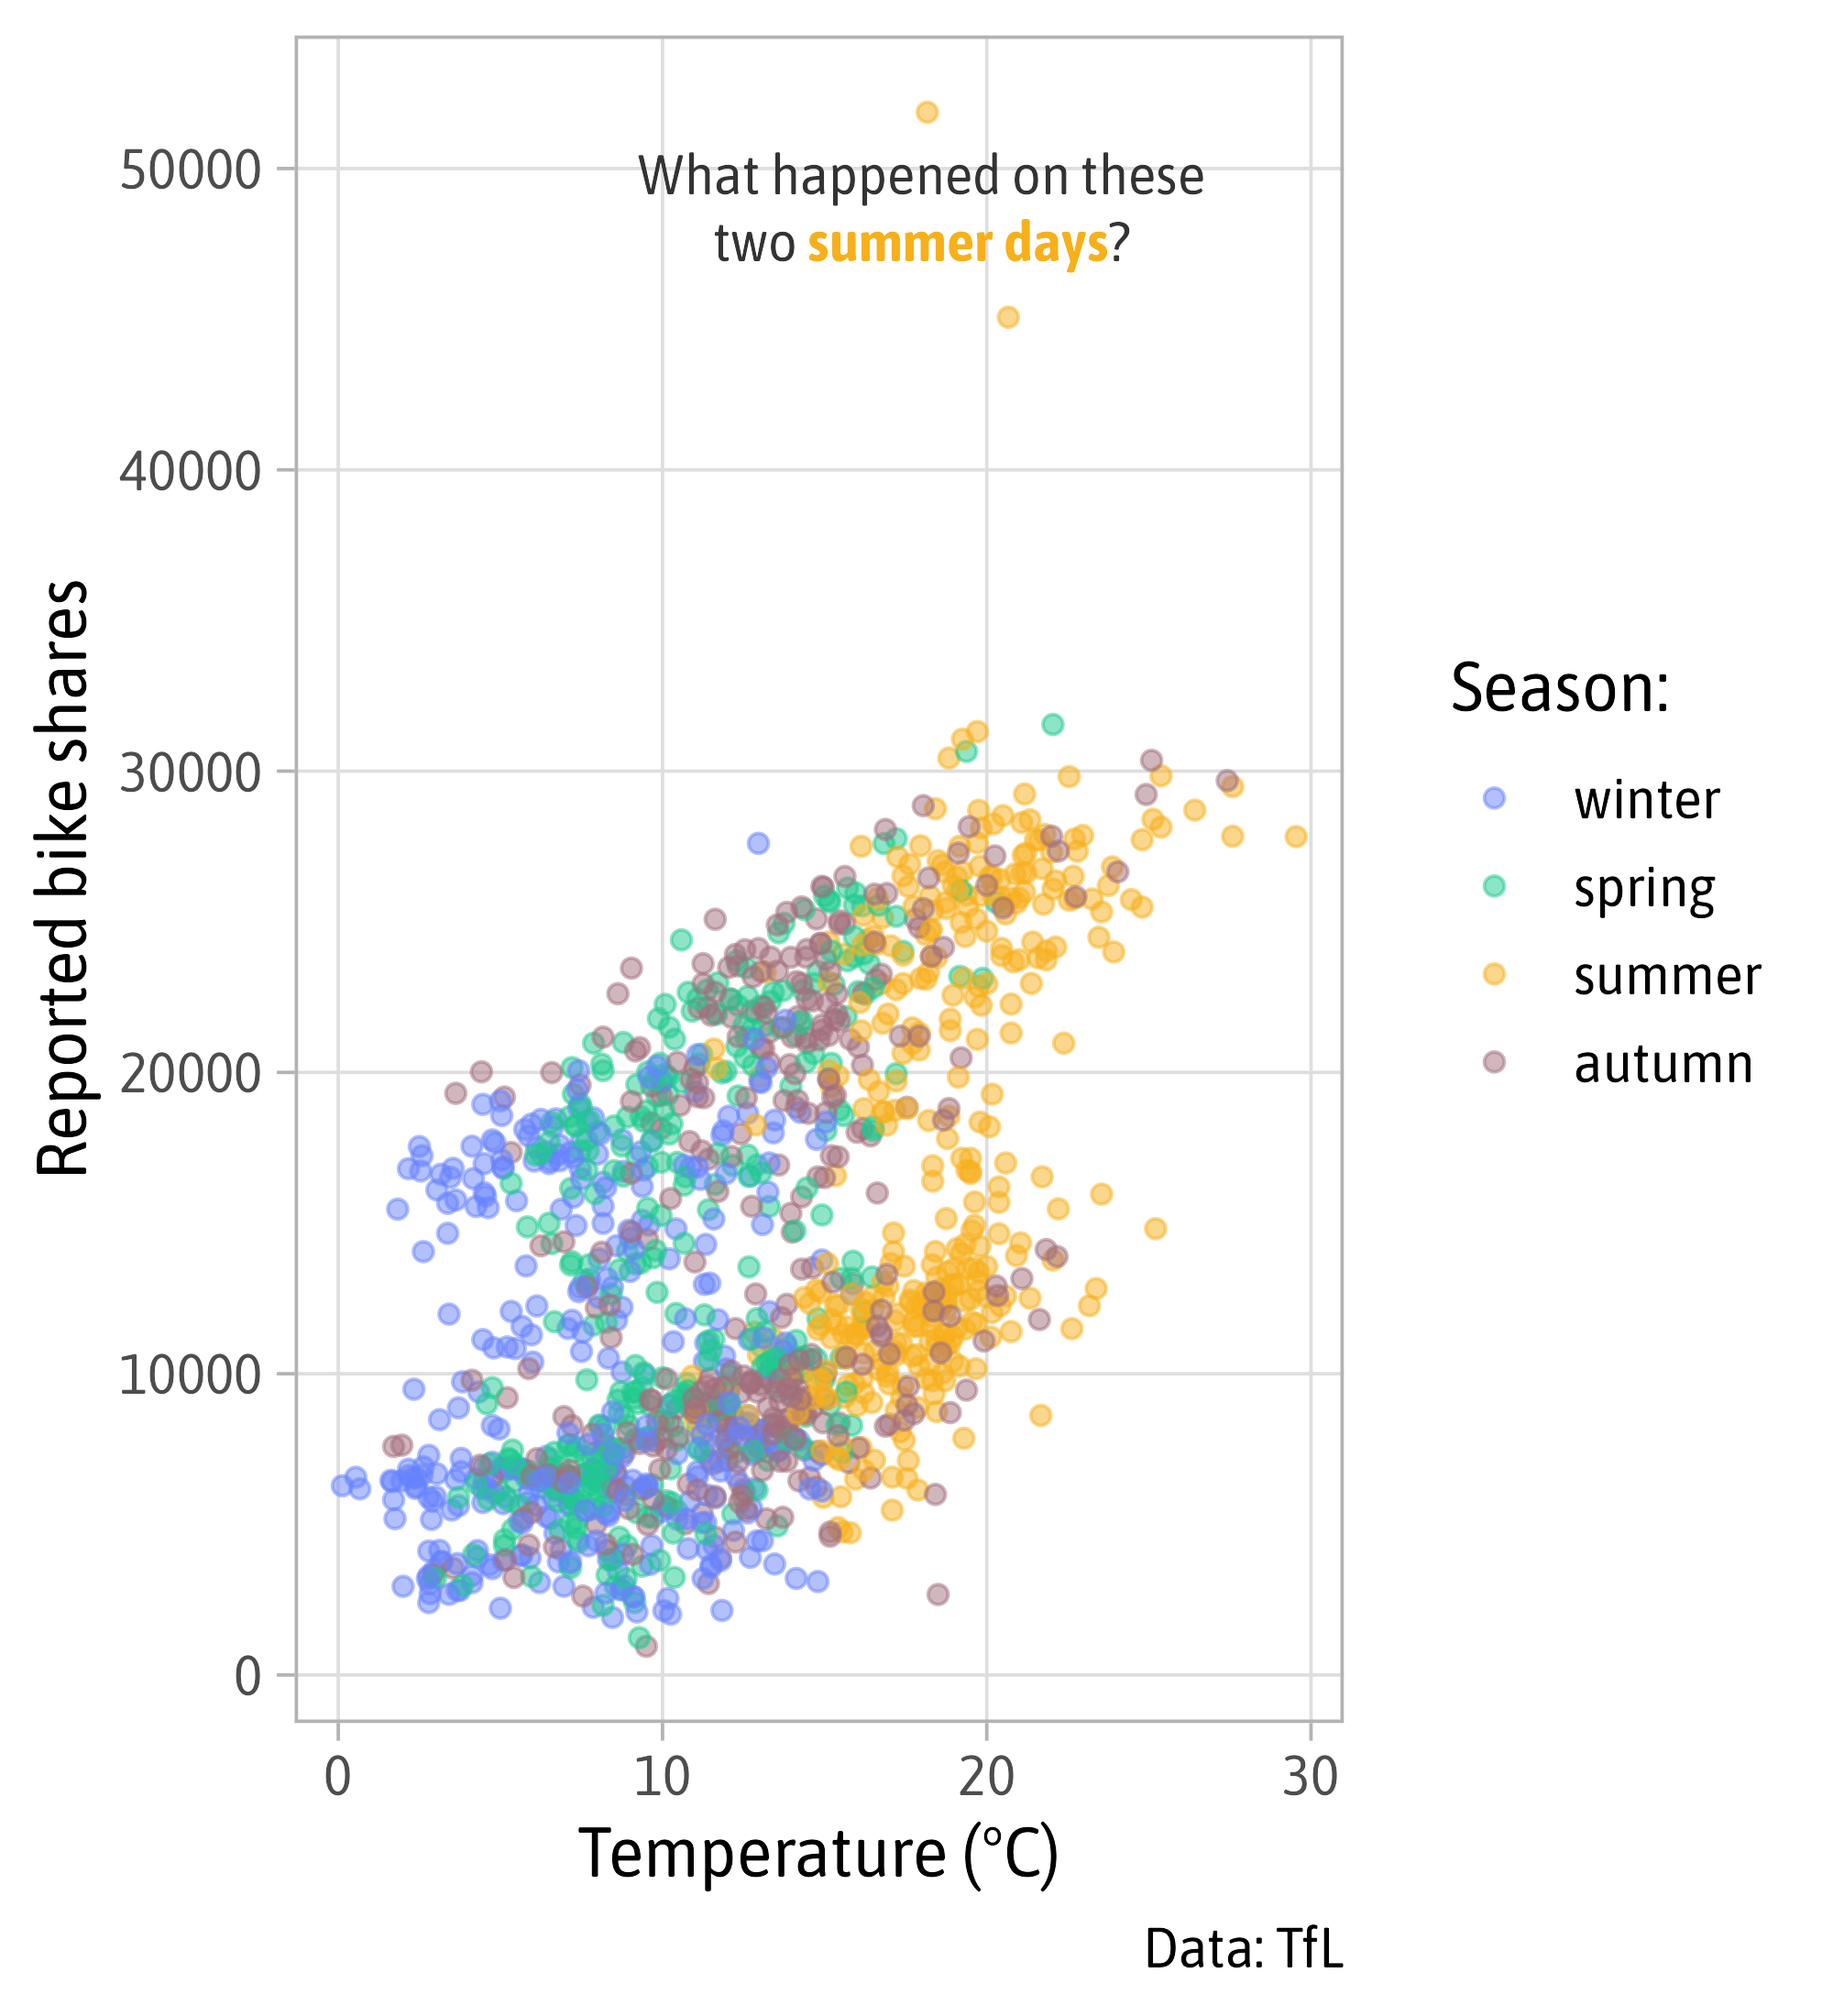 What happened on these
two summer days?
50000
40000
30000
20000
10000
0
Reported bike shares
0 10 20 30
Temperature (°C)
Season:
winter
spring
summer
autumn
Data: TfL